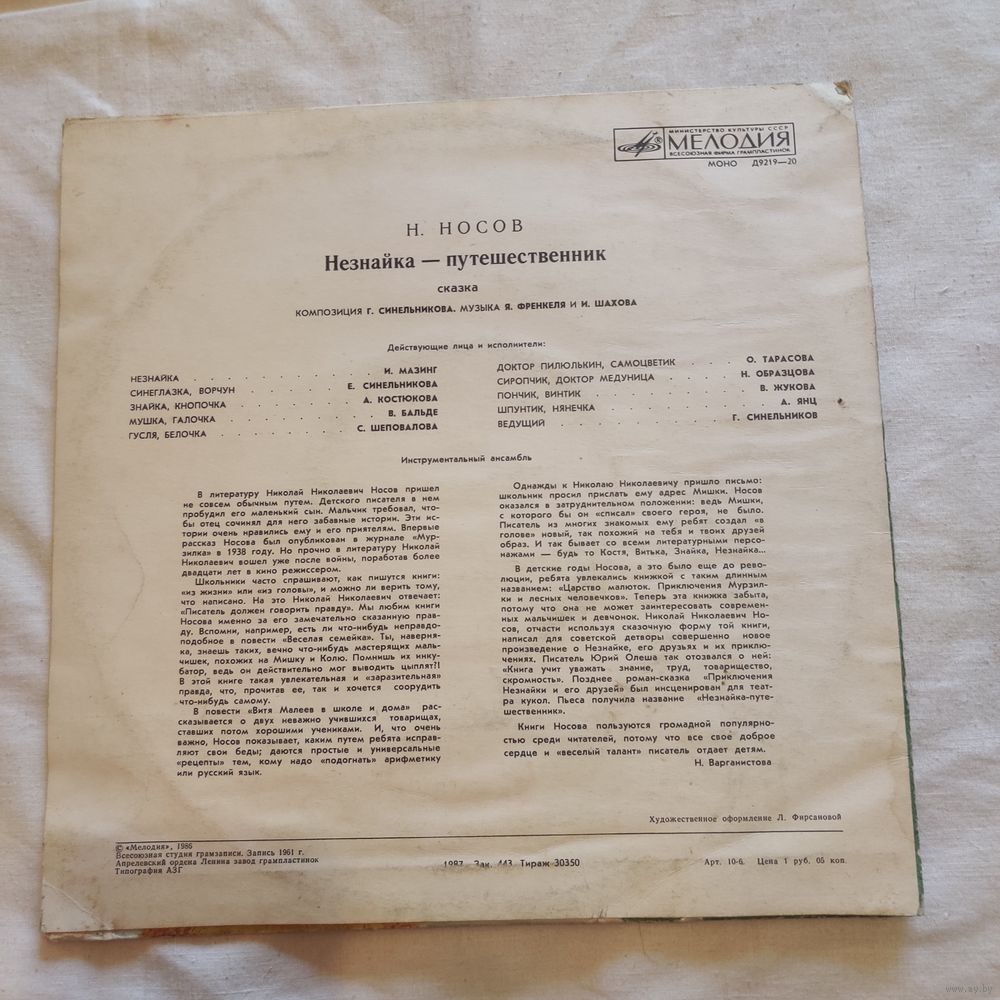 МИНИСТЕРСТВО КУЛЬТУРЫ СССР
МЕЛОДИЯ
ВСЕСОЮЗНАЯ ФИРМА ГРАМПЛАСТИНОК
МОНО Д9219—20
Н. НОСОВ
Незнайка — путешественник
сказка
КОМПОЗИЦИЯ Г. СИНЕЛЬНИКОВА. МУЗЫКА Я. ФРЕНКЕЛЯ И И. ШАХОВА
Действующие лица и исполнители:
НЕЗНАЙКА . . . . . . . . . . И. МАЗИНГ
СИНЕГЛАЗКА, ВОРЧУН . . . . . . . Е. СИНЕЛЬНИКОВА
ЗНАЙКА, КНОПОЧКА . . . . . . . . А. КОСТЮКОВА
МУШКА, ГАЛОЧКА . . . . . . . . . В. БАЛЬДЕ
ГУСЛЯ, БЕЛОЧКА . . . . . . . . . С. ШЕПОВАЛОВА
ДОКТОР ПИЛЮЛЬКИН, САМОЦВЕТИК . . . . О. ТАРАСОВА
СИРОПЧИК, ДОКТОР МЕДУНИЦА . . . . . Н. ОБРАЗЦОВА
ПОНЧИК, ВИНТИК . . . . . . . . . В. ЖУКОВА
ШПУНТИК, НЯНЕЧКА . . . . . . . . А. ЯНЦ
ВЕДУЩИЙ . . . . . . . . . . Г. СИНЕЛЬНИКОВ
Инструментальный ансамбль
В литературу Николай Николаевич Носов пришел
не совсем обычным путем. Детского писателя в нем
пробудил его маленький сын. Мальчик требовал, что-
бы отец сочинял для него забавные истории. Эти ис-
тории очень нравились ему и его приятелям. Впервые
рассказ Носова был опубликован в журнале «Мур-
зилка» в 1938 году. Но прочно в литературу Николай
Николаевич вошел уже после войны, поработав более
двадцати лет в кино режиссером.
Школьники часто спрашивают, как пишутся книги:
«из жизни» или «из головы», и можно ли верить тому,
что написано. На это Николай Николаевич отвечает:
«Писатель должен говорить правду». Мы любим книги
Носова именно за его замечательно сказанную прав-
ду. Вспомни, например, есть ли что-нибудь неправдо-
подобное в повести «Веселая семейка». Ты, наверня-
ка, знаешь таких, вечно что-нибудь мастерящих маль-
чишек, похожих на Мишку и Колю. Помнишь их инку-
батор, ведь он действительно мог выводить цыплят?!
В этой книге такая увлекательная и «заразительная»
правда, что, прочитав ее, так и хочется соорудить
что-нибудь самому.
В повести «Витя Малеев в школе и дома» рас-
сказывается о двух неважно учившихся товарищах,
ставших потом хорошими учениками. И, что очень
важно, Носов показывает, каким путем ребята исправ-
ляют свои беды; даются простые и универсальные
«рецепты» тем, кому надо «подогнать» арифметику
или русский язык.
Однажды к Николаю Николаевичу пришло письмо:
школьник просил прислать ему адрес Мишки. Носов
оказался в затруднительном положении: ведь Мишки,
с которого бы он «списал» своего героя, не было.
Писатель из многих знакомых ему ребят создал «в
голове» новый, так похожий на тебя и твоих друзей
образ. И так бывает со всеми литературными персо-
нажами — будь то Костя, Витька, Знайка, Незнайка...
В детские годы Носова, а это было еще до рево-
люции, ребята увлекались книжкой с таким длинным
названием: «Царство малюток. Приключения Мурзил-
ки и лесных человечков». Теперь эта книжка забыта,
потому что она не может заинтересовать современ-
ных мальчишек и девчонок. Николай Николаевич Но-
сов, отчасти используя сказочную форму той книги,
написал для советской детворы совершенно новое
произведение о Незнайке, его друзьях и их приклю-
чениях, Писатель Юрий Олеша так отозвался о ней:
«Книга учит уважать знание, труд, товарищество,
скромность». Позднее роман-сказка «Приключения
Незнайки и его друзей» был инсценирован для теат-
ра кукол. Пьеса получила название «Незнайка-путе-
шественник».
Книги Носова пользуются громадной популярно-
стью среди читателей, потому что все свое доброе
сердце и «веселый талант» писатель отдает детям.
Н. Варганистова
Художественное оформление Л. Фирсановой
© «Мелодия», 1986
Всесоюзная студия грамзаписи. Запись 1961 г.
Апрелевский ордена Ленина завод грампластинок
Типография АЗГ
1987. Зак. 443. Тираж 30350
Арт. 10-6. Цена 1 руб. 05 коп.
www.ay.by